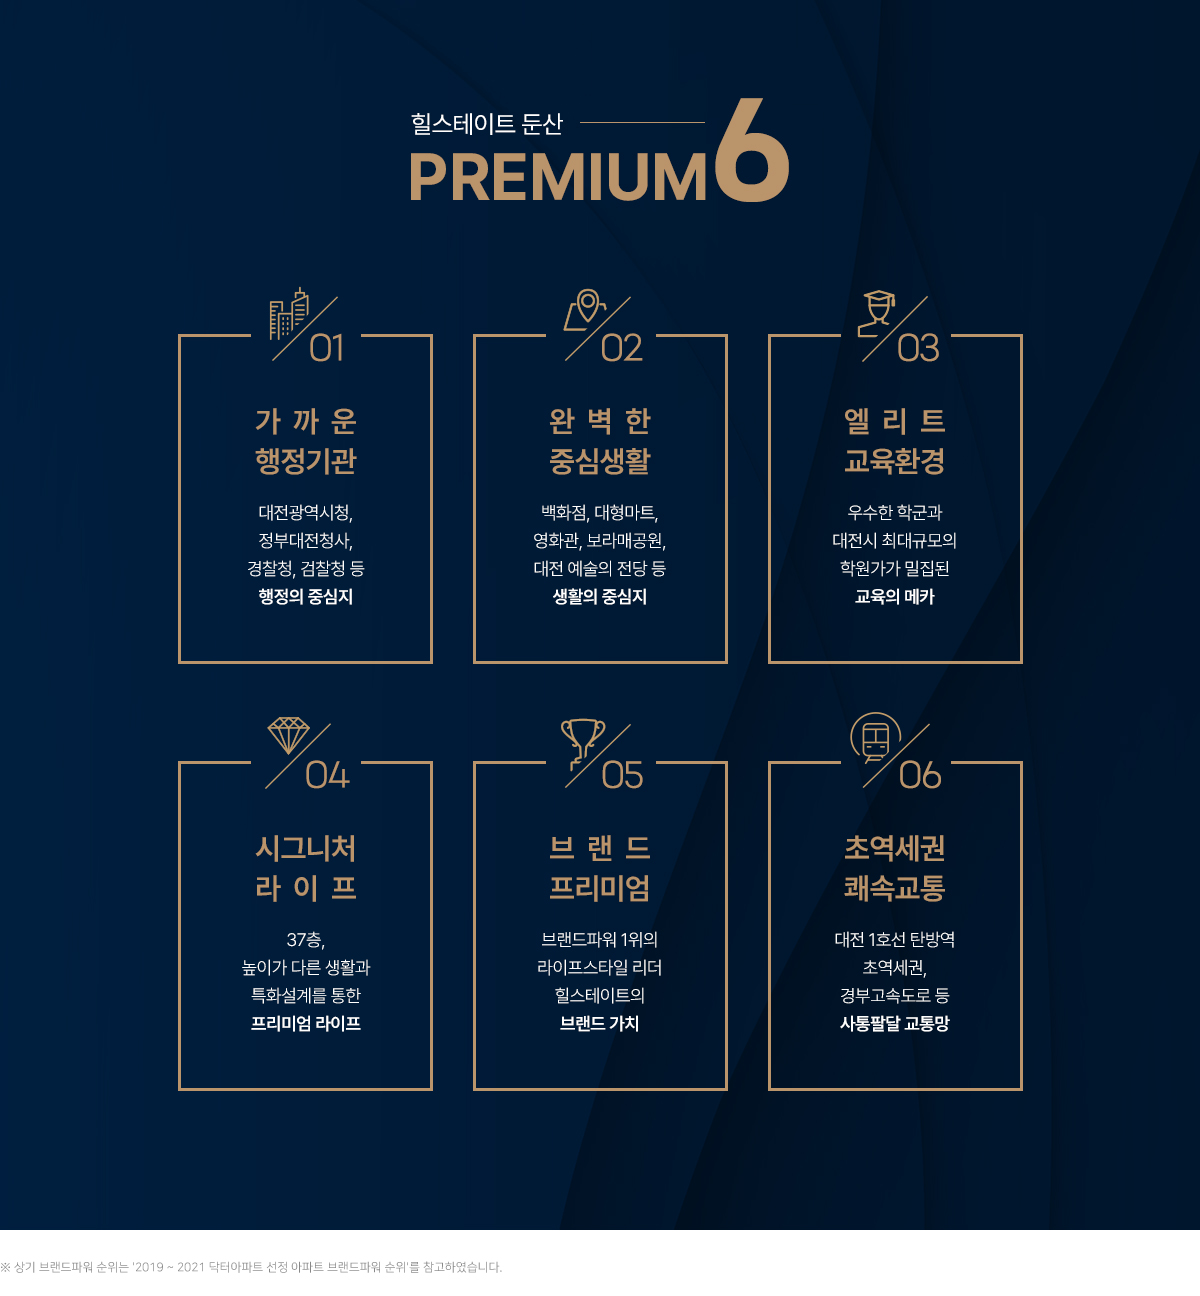 힐스테이트 둔산
PREMIUM 6
01
가 까 운
행정기관
대전광역시청,
정부대전청사,
경찰청, 검찰청 등
행정의 중심지
02
완 벽 한
중심생활
백화점, 대형마트,
영화관, 보라매공원,
대전 예술의 전당 등
생활의 중심지
03
엘 리 트
교육환경
우수한 학군과
대전시 최대규모의
학원가가 밀집된
교육의 메카
04
시그니처
라 이 프
37층,
높이가 다른 생활과
특화설계를 통한
프리미엄 라이프
05
브 랜 드
프리미엄
브랜드파워 1위의
라이프스타일 리더
힐스테이트의
브랜드 가치
06
초역세권
쾌속교통
대전 1호선 탄방역
초역세권,
경부고속도로 등
사통팔달 교통망
※ 상기 브랜드파워 순위는 '2019 ~ 2021 닥터아파트 선정 아파트 브랜드파워 순위'를 참고하였습니다.